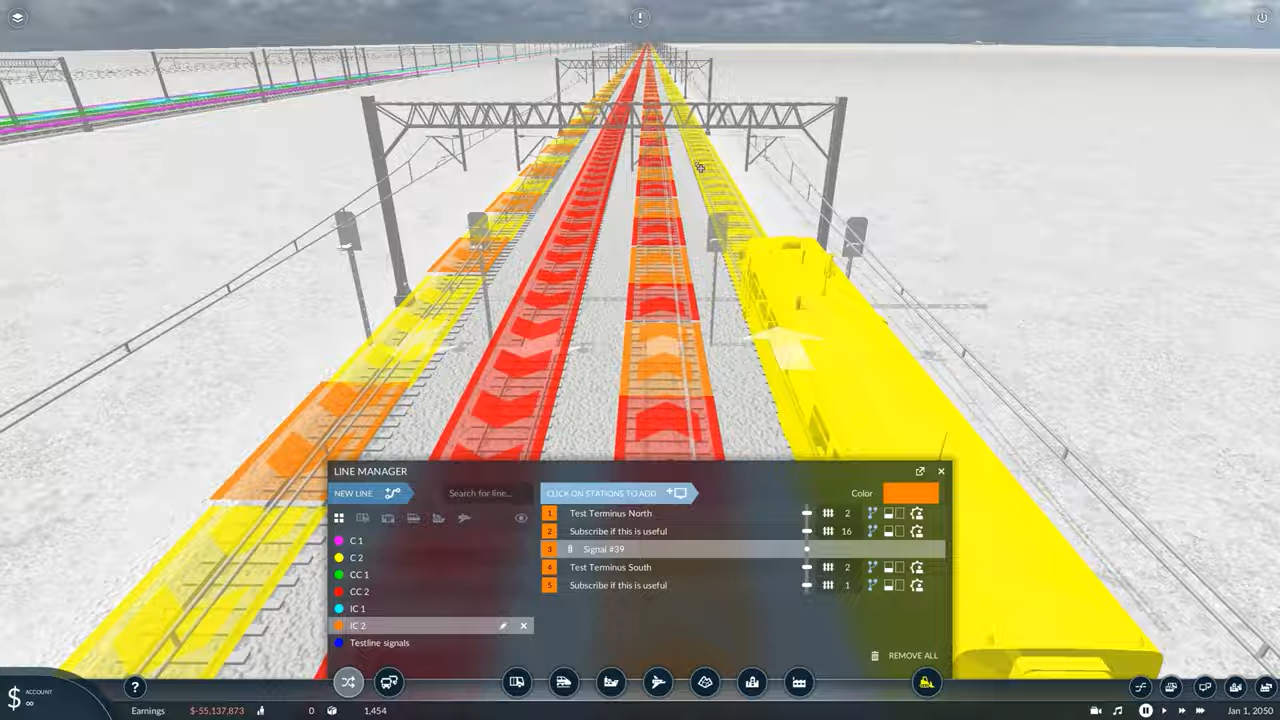 LINE MANAGER
NEW LINE
Search for line...
CLICK ON STATIONS TO ADD
Color
1 Test Terminus North 2
2 Subscribe if this is useful 16
3 Signal #39
4 Test Terminus South 2
5 Subscribe if this is useful 1
C 1
C 2
CC 1
CC 2
IC 1
IC 2
Testline signals
REMOVE ALL
$ ACCOUNT
∞
?
Earnings $-55,137,873 0 1,454 Jan 1, 2050